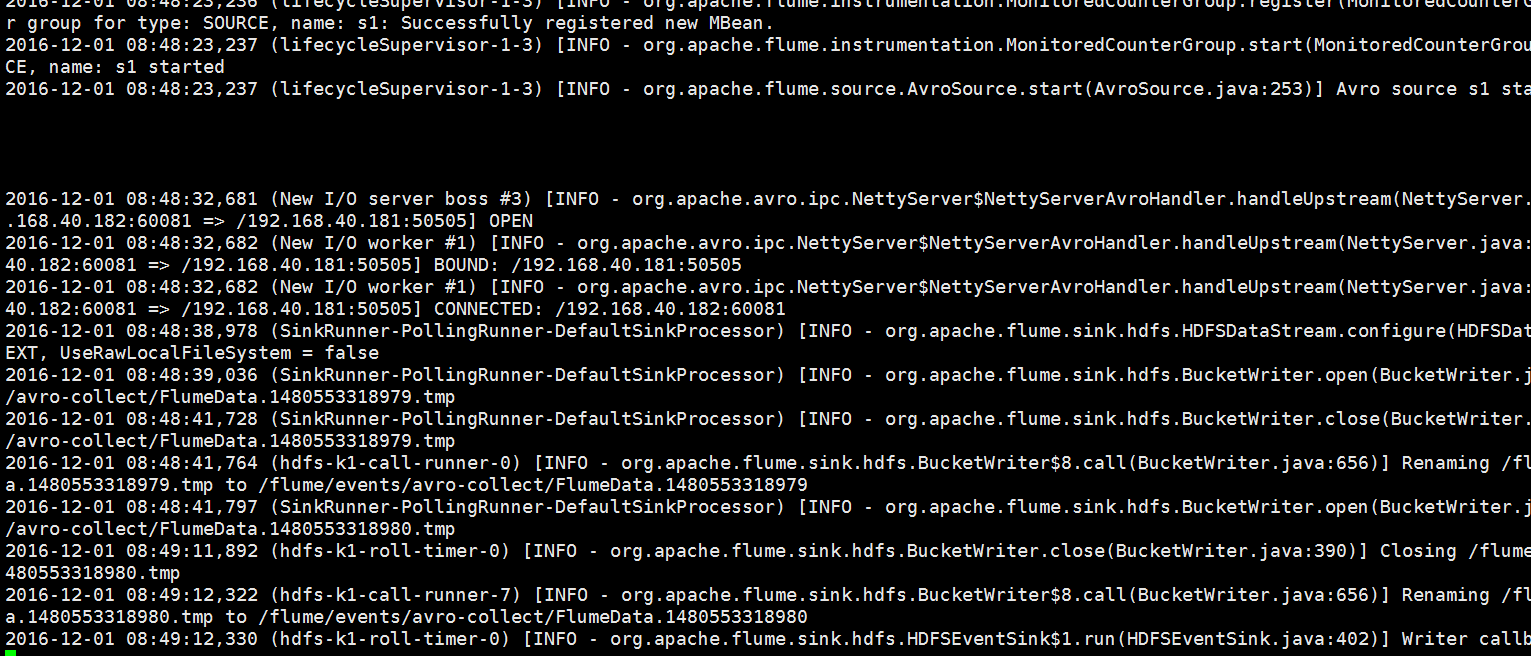 2016-12-01 08:48:23,236 (lifecycleSupervisor-1-3) [INFO - org.apache.flume.instrumentation.MonitoredCounterGroup.register(MonitoredCounterG
r group for type: SOURCE, name: s1: Successfully registered new MBean.
2016-12-01 08:48:23,237 (lifecycleSupervisor-1-3) [INFO - org.apache.flume.instrumentation.MonitoredCounterGroup.start(MonitoredCounterGrou
CE, name: s1 started
2016-12-01 08:48:23,237 (lifecycleSupervisor-1-3) [INFO - org.apache.flume.source.AvroSource.start(AvroSource.java:253)] Avro source s1 sta
2016-12-01 08:48:32,681 (New I/O server boss #3) [INFO - org.apache.avro.ipc.NettyServer$NettyServerAvroHandler.handleUpstream(NettyServer.
.168.40.182:60081 => /192.168.40.181:50505] OPEN
2016-12-01 08:48:32,682 (New I/O worker #1) [INFO - org.apache.avro.ipc.NettyServer$NettyServerAvroHandler.handleUpstream(NettyServer.java:
40.182:60081 => /192.168.40.181:50505] BOUND: /192.168.40.181:50505
2016-12-01 08:48:32,682 (New I/O worker #1) [INFO - org.apache.avro.ipc.NettyServer$NettyServerAvroHandler.handleUpstream(NettyServer.java:
40.182:60081 => /192.168.40.181:50505] CONNECTED: /192.168.40.182:60081
2016-12-01 08:48:38,978 (SinkRunner-PollingRunner-DefaultSinkProcessor) [INFO - org.apache.flume.sink.hdfs.HDFSDataStream.configure(HDFSDat
EXT, UseRawLocalFileSystem = false
2016-12-01 08:48:39,036 (SinkRunner-PollingRunner-DefaultSinkProcessor) [INFO - org.apache.flume.sink.hdfs.BucketWriter.open(BucketWriter.j
/avro-collect/FlumeData.1480553318979.tmp
2016-12-01 08:48:41,728 (SinkRunner-PollingRunner-DefaultSinkProcessor) [INFO - org.apache.flume.sink.hdfs.BucketWriter.close(BucketWriter.
/avro-collect/FlumeData.1480553318979.tmp
2016-12-01 08:48:41,764 (hdfs-k1-call-runner-0) [INFO - org.apache.flume.sink.hdfs.BucketWriter$8.call(BucketWriter.java:656)] Renaming /fl
a.1480553318979.tmp to /flume/events/avro-collect/FlumeData.1480553318979
2016-12-01 08:48:41,797 (SinkRunner-PollingRunner-DefaultSinkProcessor) [INFO - org.apache.flume.sink.hdfs.BucketWriter.open(BucketWriter.j
/avro-collect/FlumeData.1480553318980.tmp
2016-12-01 08:49:11,892 (hdfs-k1-roll-timer-0) [INFO - org.apache.flume.sink.hdfs.BucketWriter.close(BucketWriter.java:390)] Closing /flume
480553318980.tmp
2016-12-01 08:49:12,322 (hdfs-k1-call-runner-7) [INFO - org.apache.flume.sink.hdfs.BucketWriter$8.call(BucketWriter.java:656)] Renaming /fl
a.1480553318980.tmp to /flume/events/avro-collect/FlumeData.1480553318980
2016-12-01 08:49:12,330 (hdfs-k1-roll-timer-0) [INFO - org.apache.flume.sink.hdfs.HDFSEventSink$1.run(HDFSEventSink.java:402)] Writer callb